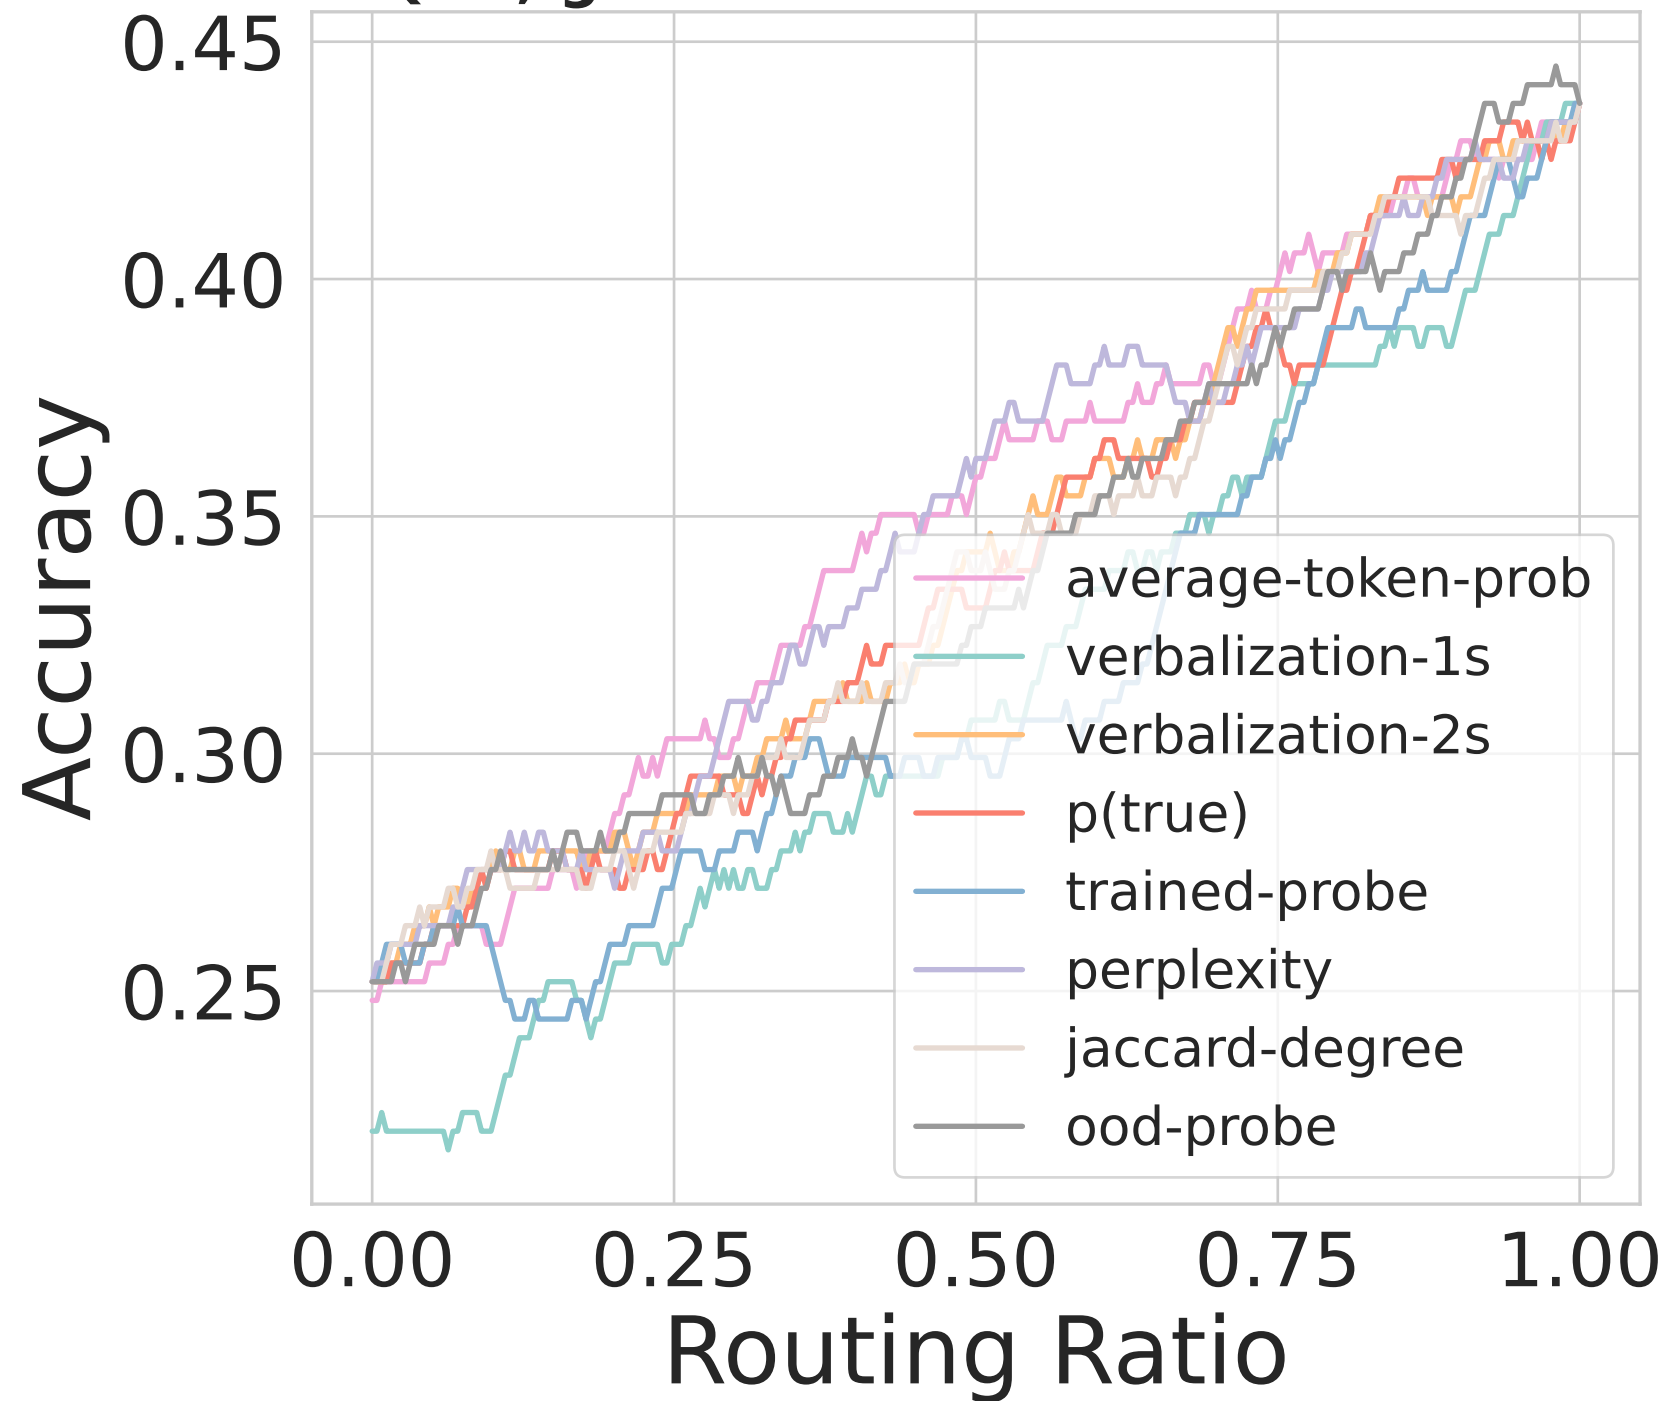 0.45
0.40
0.35
0.30
0.25
Accuracy
average-token-prob
verbalization-1s
verbalization-2s
p(true)
trained-probe
perplexity
jaccard-degree
ood-probe
0.00 0.25 0.50 0.75 1.00
Routing Ratio